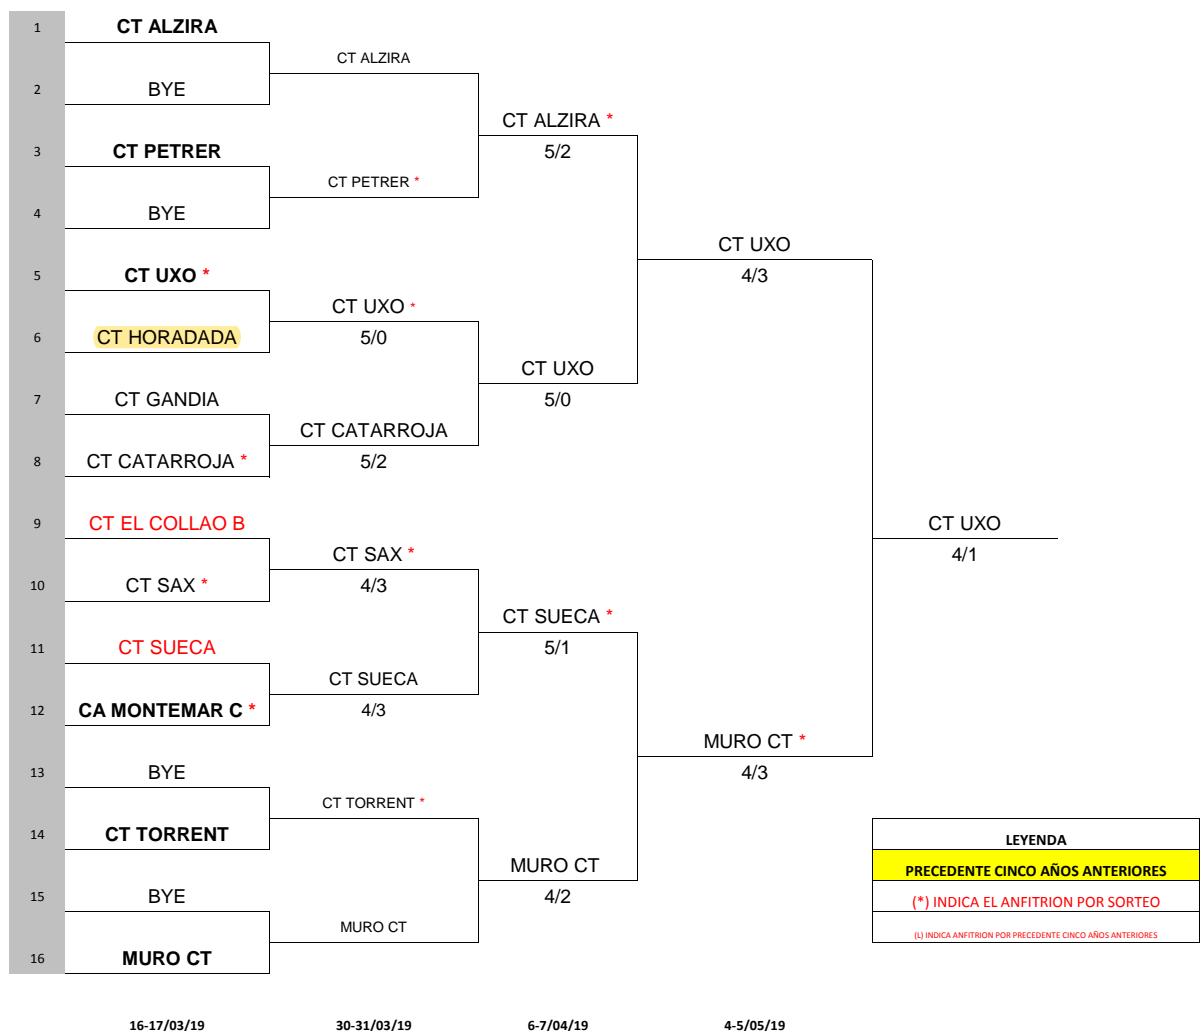 1 CT ALZIRA
CT ALZIRA
2 BYE
CT ALZIRA *
3 CT PETRER
5/2
CT PETRER *
4 BYE
CT UXO
5 CT UXO *
4/3
CT UXO *
6 CT HORADADA
5/0
CT UXO
7 CT GANDIA
5/0
CT CATARROJA
8 CT CATARROJA *
5/2
9 CT EL COLLAO B
CT UXO
CT SAX *
4/1
10 CT SAX *
4/3
CT SUECA *
11 CT SUECA
5/1
CT SUECA
12 CA MONTEMAR C *
4/3
MURO CT *
13 BYE
4/3
CT TORRENT *
14 CT TORRENT
LEYENDA
MURO CT
PRECEDENTE CINCO AÑOS ANTERIORES
15 BYE
4/2
(*) INDICA EL ANFITRION POR SORTEO
MURO CT
(L) INDICA ANFITRION POR PRECEDENTE CINCO AÑOS ANTERIORES
16 MURO CT
16-17/03/19 30-31/03/19 6-7/04/19 4-5/05/19